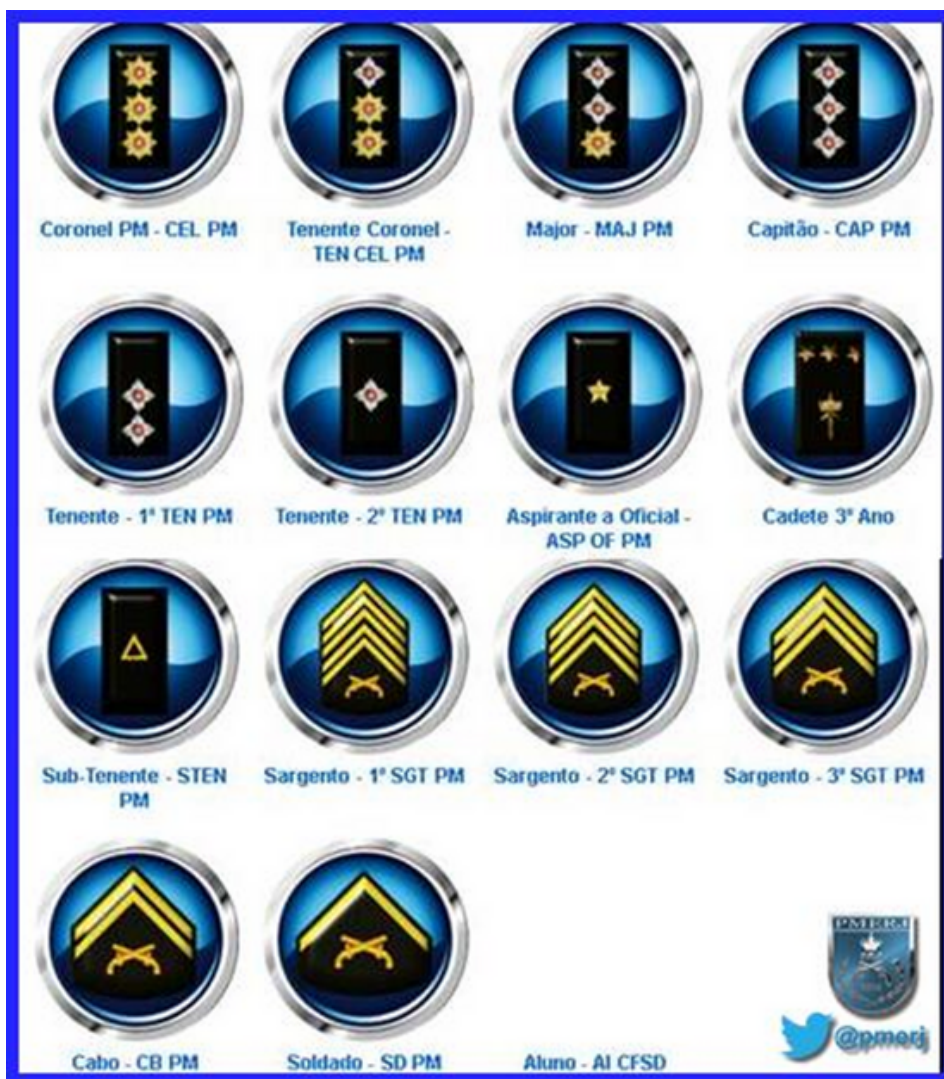 Coronel PM - CEL PM
Tenente Coronel -
TEN CEL PM
Major - MAJ PM
Capitão - CAP PM
Tenente - 1º TEN PM
Tenente - 2º TEN PM
Aspirante a Oficial -
ASP OF PM
Cadete 3º Ano
Sub-Tenente - STEN
PM
Sargento - 1º SGT PM
Sargento - 2º SGT PM
Sargento - 3º SGT PM
PMERJ
@pmerj
Cabo - CB PM
Soldado - SD PM
Aluno - Al CFSD